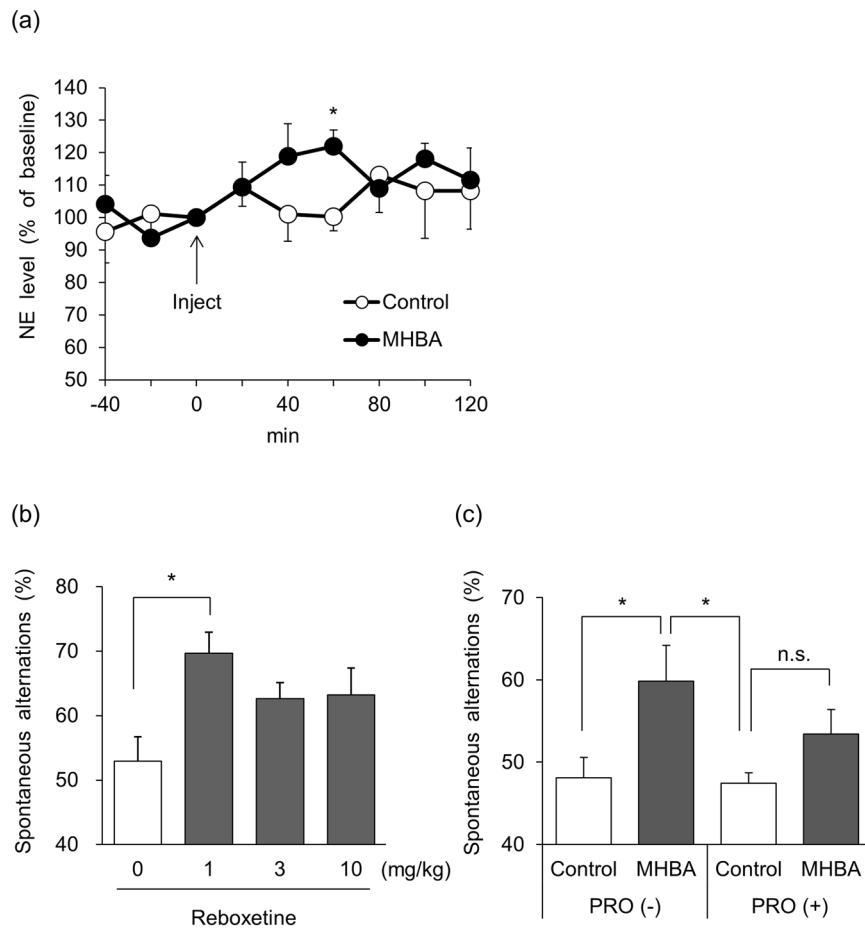 (a)
NE level (% of baseline)
140
130
120
110
100
90
80
70
60
50
*
Inject
Control
MHBA
-40 0 40 80 120
min
(b)
Spontaneous alternations (%)
80
70
60
50
40
*
0 1 3 10 (mg/kg)
Reboxetine
(c)
Spontaneous alternations (%)
70
60
50
40
* *
n.s.
Control MHBA Control MHBA
PRO (-) PRO (+)